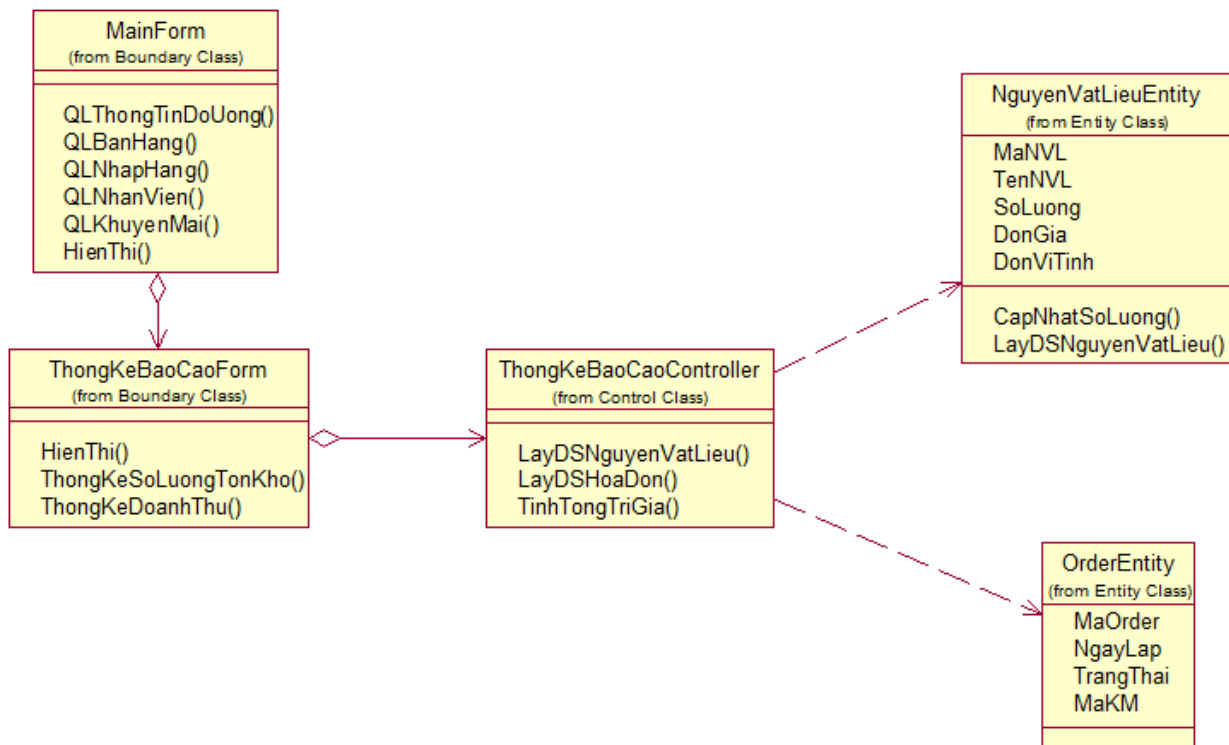 MainForm
(from Boundary Class)
QLThongTinDoUong()
QLBanHang()
QLNhapHang()
QLNhanVien()
QLKhuyenMai()
HienThi()
ThongKeBaoCaoForm
(from Boundary Class)
HienThi()
ThongKeSoLuongTonKho()
ThongKeDoanhThu()
ThongKeBaoCaoController
(from Control Class)
LayDSNguyenVatLieu()
LayDSHoaDon()
TinhTongTriGia()
NguyenVatLieuEntity
(from Entity Class)
MaNVL
TenNVL
SoLuong
DonGia
DonViTinh
CapNhatSoLuong()
LayDSNguyenVatLieu()
OrderEntity
(from Entity Class)
MaOrder
NgayLap
TrangThai
MaKM